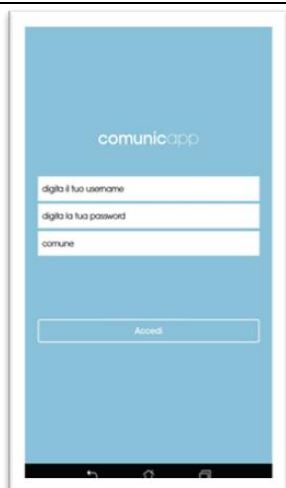 comunicapp
digita il tuo username
digita la tua password
comune
Accedi